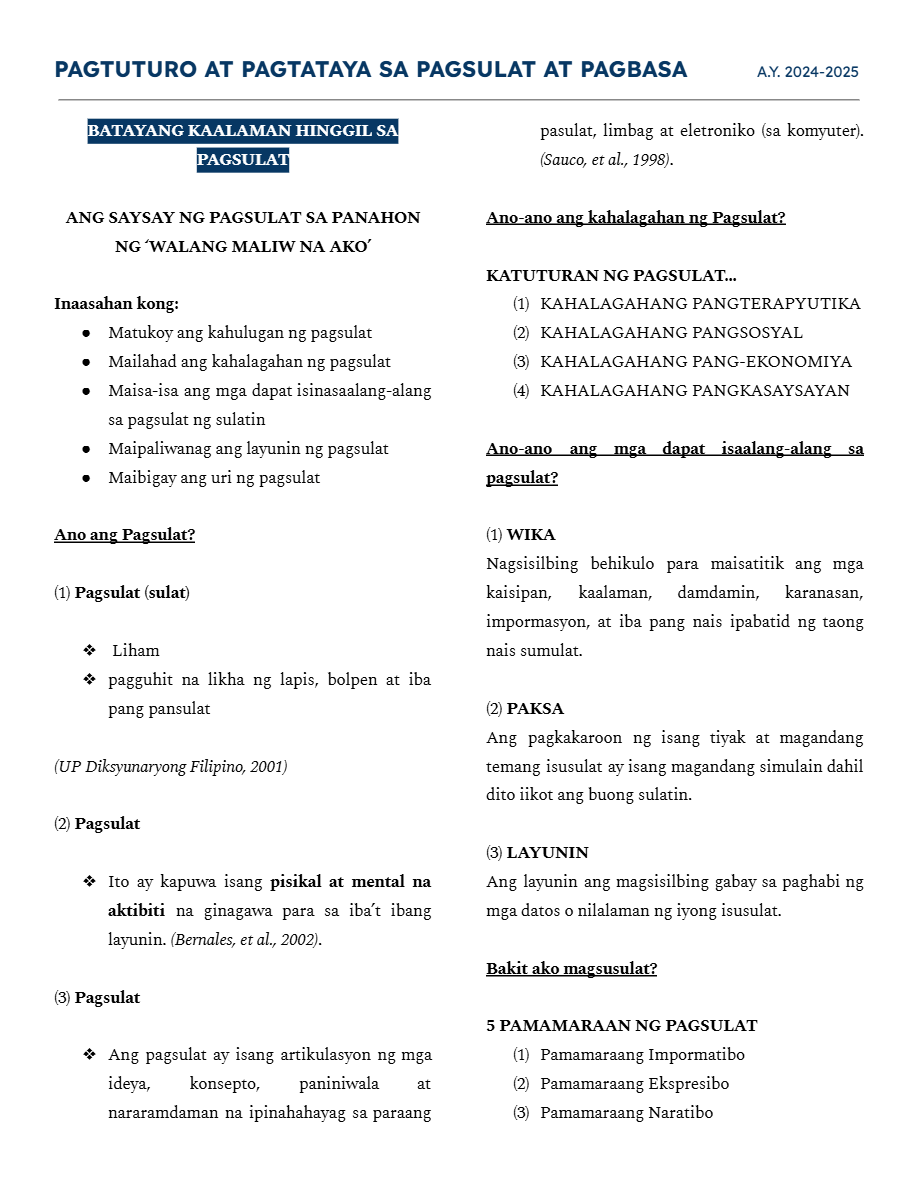 PAGTUTURO AT PAGTATAYA SA PAGSULAT AT PAGBASA
A.Y. 2024-2025
BATAYANG KAALAMAN HINGGIL SA
PAGSULAT
ANG SAYSAY NG PAGSULAT SA PANAHON
NG ‘WALANG MALIW NA AKO’
Inaasahan kong:
● Matukoy ang kahulugan ng pagsulat
● Mailahad ang kahalagahan ng pagsulat
● Maisa-isa ang mga dapat isinasaalang-alang
sa pagsulat ng sulatin
● Maipaliwanag ang layunin ng pagsulat
● Maibigay ang uri ng pagsulat
Ano ang Pagsulat?
(1) Pagsulat (sulat)
❖ Liham
❖ pagguhit na likha ng lapis, bolpen at iba
pang pansulat
(UP Diksyunaryong Filipino, 2001)
(2) Pagsulat
❖ Ito ay kapuwa isang pisikal at mental na
aktibiti na ginagawa para sa iba’t ibang
layunin. (Bernales, et al., 2002).
(3) Pagsulat
❖ Ang pagsulat ay isang artikulasyon ng mga
ideya, konsepto, paniniwala at
nararamdaman na ipinahahayag sa paraang
pasulat, limbag at eletroniko (sa komyuter).
(Sauco, et al., 1998).
Ano-ano ang kahalagahan ng Pagsulat?
KATUTURAN NG PAGSULAT...
(1) KAHALAGAHANG PANGTERAPYUTIKA
(2) KAHALAGAHANG PANGSOSYAL
(3) KAHALAGAHANG PANG-EKONOMIYA
(4) KAHALAGAHANG PANGKASAYSAYAN
Ano-ano ang mga dapat isaalang-alang sa
pagsulat?
(1) WIKA
Nagsisilbing behikulo para maisatitik ang mga
kaisipan, kaalaman, damdamin, karanasan,
impormasyon, at iba pang nais ipabatid ng taong
nais sumulat.
(2) PAKSA
Ang pagkakaroon ng isang tiyak at magandang
temang isusulat ay isang magandang simulain dahil
dito iikot ang buong sulatin.
(3) LAYUNIN
Ang layunin ang magsisilbing gabay sa paghabi ng
mga datos o nilalaman ng iyong isusulat.
Bakit ako magsusulat?
5 PAMAMARAAN NG PAGSULAT
(1) Pamamaraang Impormatibo
(2) Pamamaraang Ekspresibo
(3) Pamamaraang Naratibo